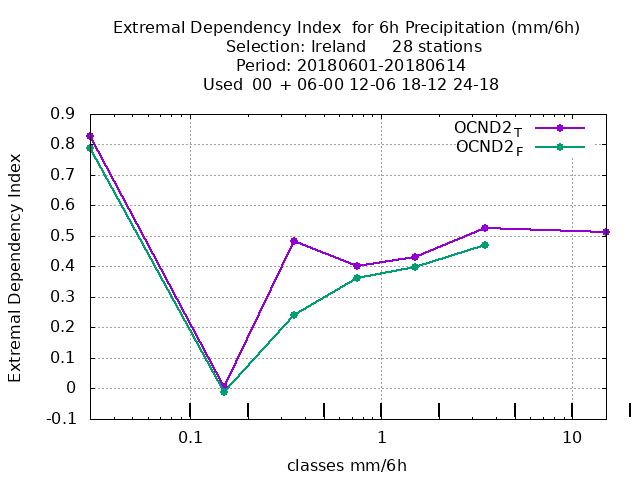 Extremal Dependency Index  for 6h Precipitation (mm/6h)
Selection: Ireland     28 stations
Period: 20180601-20180614
Used  00 + 06-00 12-06 18-12 24-18
OCND2T
OCND2F
Extremal Dependency Index
0.9
0.8
0.7
0.6
0.5
0.4
0.3
0.2
0.1
0
-0.1
0.1 1 10
classes mm/6h